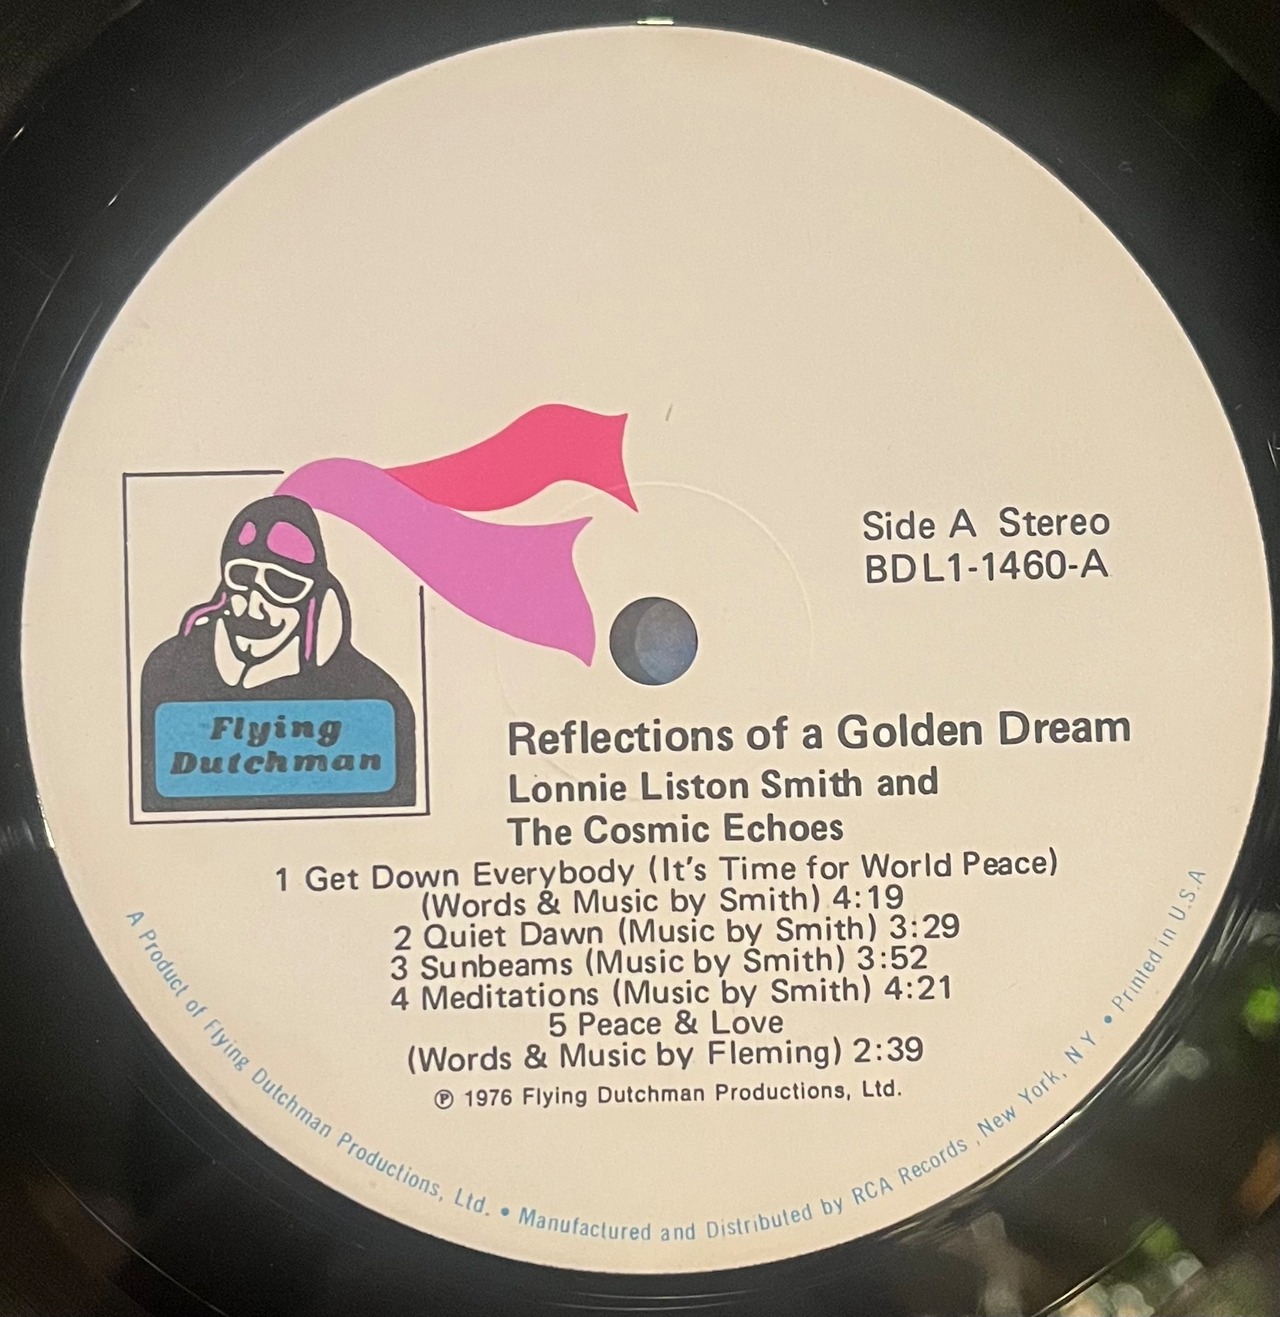 Flying
Dutchman
Side A Stereo
BDL1-1460-A
Reflections of a Golden Dream
Lonnie Liston Smith and
The Cosmic Echoes
1 Get Down Everybody (It's Time for World Peace)
(Words & Music by Smith) 4:19
2 Quiet Dawn (Music by Smith) 3:29
3 Sunbeams (Music by Smith) 3:52
4 Meditations (Music by Smith) 4:21
5 Peace & Love
(Words & Music by Fleming) 2:39
℗ 1976 Flying Dutchman Productions, Ltd.
A Product of Flying Dutchman Productions, Ltd. • Manufactured and Distributed by RCA Records, New York, N Y • Printed in U.S.A